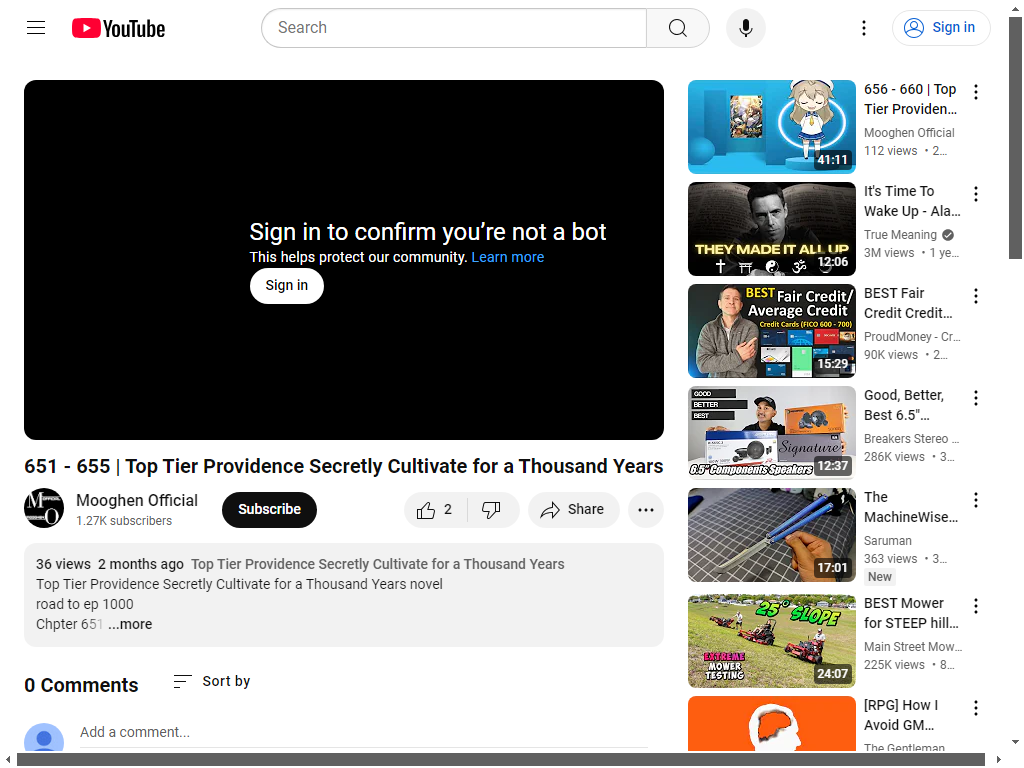 YouTube
Search
Sign in
Sign in to confirm you're not a bot
This helps protect our community. Learn more
Sign in
651 - 655 | Top Tier Providence Secretly Cultivate for a Thousand Years
Mooghen Official
1.27K subscribers
Subscribe
2
Share
36 views 2 months ago Top Tier Providence Secretly Cultivate for a Thousand Years
Top Tier Providence Secretly Cultivate for a Thousand Years novel
road to ep 1000
Chpter 651 ...more
0 Comments
Sort by
Add a comment...
41:11
656 - 660 | Top
Tier Providen...
Mooghen Official
112 views • 2...
THEY MADE IT ALL UP
12:06
It's Time To
Wake Up - Ala...
True Meaning
3M views • 1 ye...
BEST Fair Credit/
Average Credit
Credit Cards (FICO 600 - 700)
15:29
BEST Fair
Credit Credit...
ProudMoney - Cr...
90K views • 2...
GOOD
BETTER
BEST
Signature
6.5" Components Speakers
12:37
Good, Better,
Best 6.5"...
Breakers Stereo ...
286K views • 3...
17:01
The
MachineWise...
Saruman
363 views • 3...
New
25° SLOPE
EXTREME
MOWER
TESTING
24:07
BEST Mower
for STEEP hill...
Main Street Mow...
225K views • 8...
[RPG] How I
Avoid GM...
The Gentleman